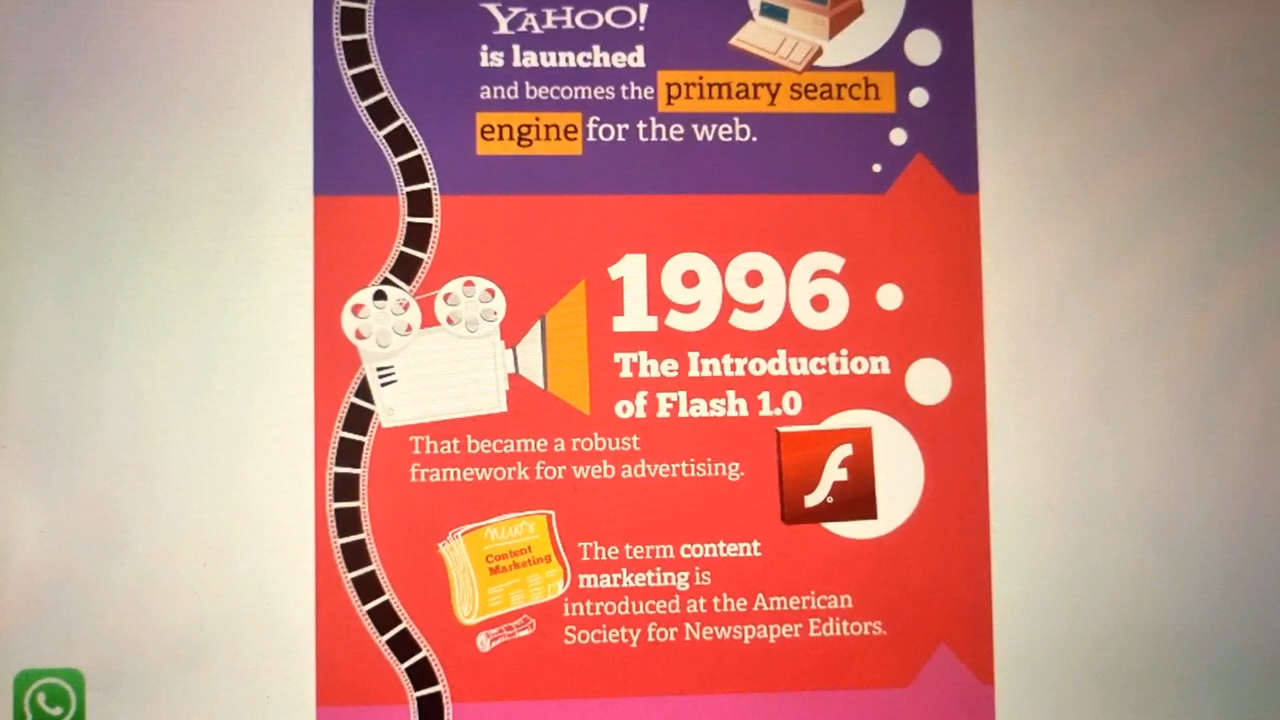 YAHOO!
is launched
and becomes the primary search
engine for the web.
1996
The Introduction
of Flash 1.0
That became a robust
framework for web advertising.
news
Content
Marketing
The term content
marketing is
introduced at the American
Society for Newspaper Editors.